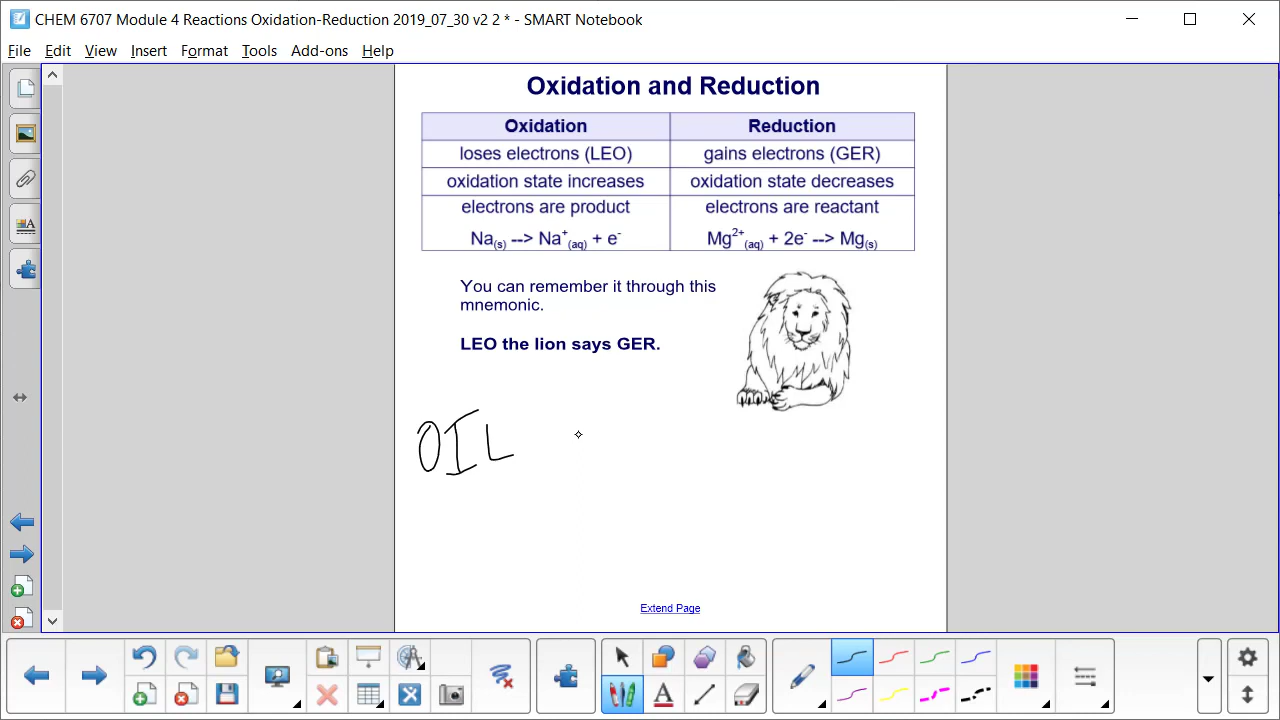 CHEM 6707 Module 4 Reactions Oxidation-Reduction 2019_07_30 v2 2 * - SMART Notebook
File Edit View Insert Format Tools Add-ons Help
Oxidation and Reduction
Oxidation Reduction
loses electrons (LEO) gains electrons (GER)
oxidation state increases oxidation state decreases
electrons are product electrons are reactant
Na(s) --> Na+(aq) + e- Mg2+(aq) + 2e- --> Mg(s)
You can remember it through this
mnemonic.
LEO the lion says GER.
OIL
Extend Page